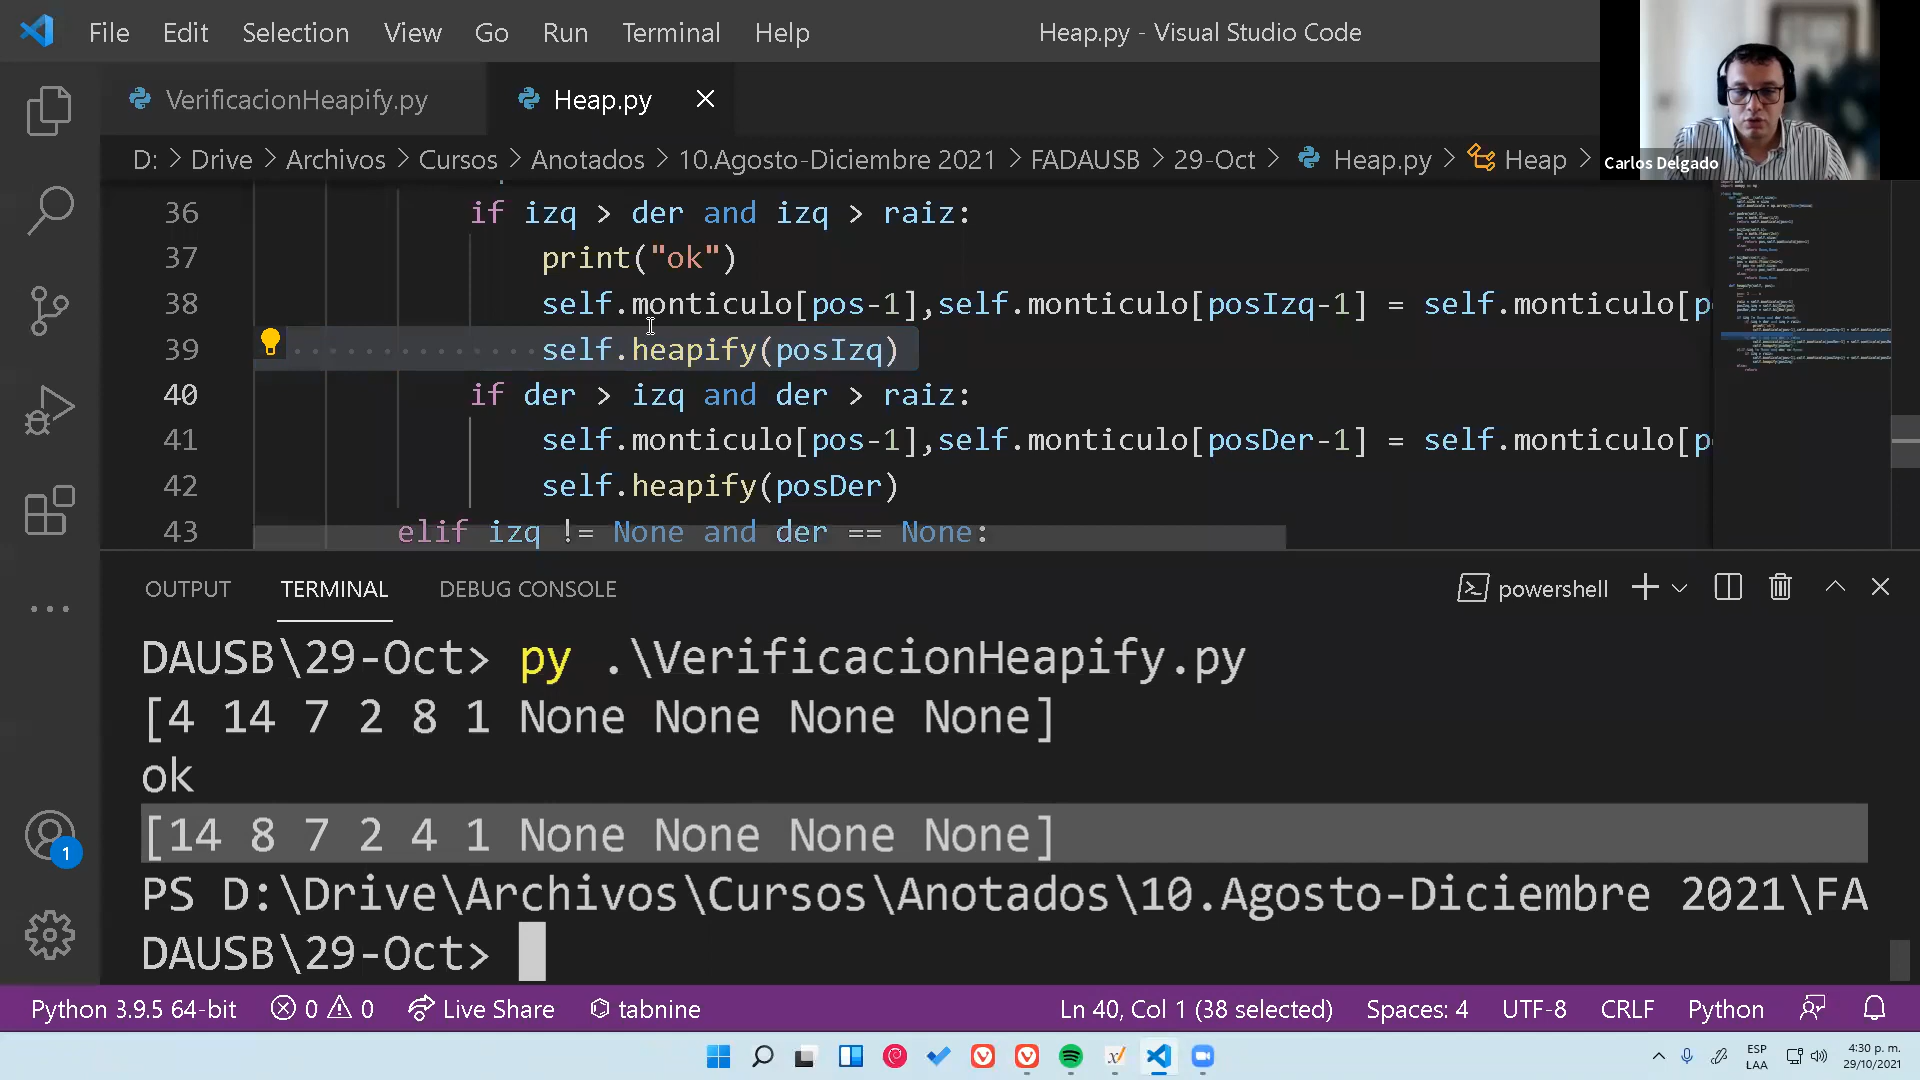 File Edit Selection View Go Run Terminal Help
Heap.py - Visual Studio Code
VerificacionHeapify.py
Heap.py
D: > Drive > Archivos > Cursos > Anotados > 10.Agosto-Diciembre 2021 > FADAUSB > 29-Oct > Heap.py > Heap >
Carlos Delgado
36 if izq > der and izq > raiz:
37 print("ok")
38 self.monticulo[pos-1],self.monticulo[posIzq-1] = self.monticulo[p
39 self.heapify(posIzq)
40 if der > izq and der > raiz:
41 self.monticulo[pos-1],self.monticulo[posDer-1] = self.monticulo[p
42 self.heapify(posDer)
43 elif izq != None and der == None:
OUTPUT TERMINAL DEBUG CONSOLE
powershell
DAUSB\29-Oct> py .\VerificacionHeapify.py
[4 14 7 2 8 1 None None None None]
ok
[14 8 7 2 4 1 None None None None]
PS D:\Drive\Archivos\Cursos\Anotados\10.Agosto-Diciembre 2021\FA
DAUSB\29-Oct>
1
Python 3.9.5 64-bit 0 0 Live Share tabnine
Ln 40, Col 1 (38 selected) Spaces: 4 UTF-8 CRLF Python
ESP
LAA
4:30 p. m.
29/10/2021